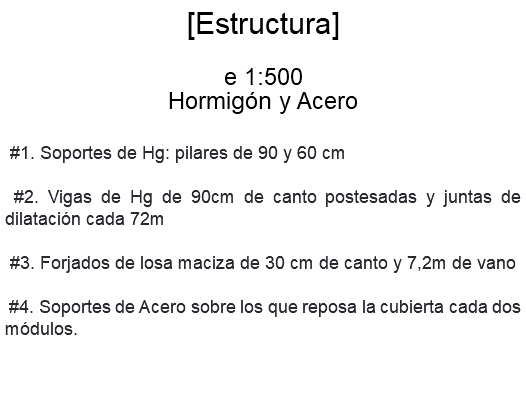 [Estructura]
e 1:500
Hormigón y Acero
#1. Soportes de Hg: pilares de 90 y 60 cm
#2. Vigas de Hg de 90cm de canto postesadas y juntas de
dilatación cada 72m
#3. Forjados de losa maciza de 30 cm de canto y 7,2m de vano
#4. Soportes de Acero sobre los que reposa la cubierta cada dos
módulos.